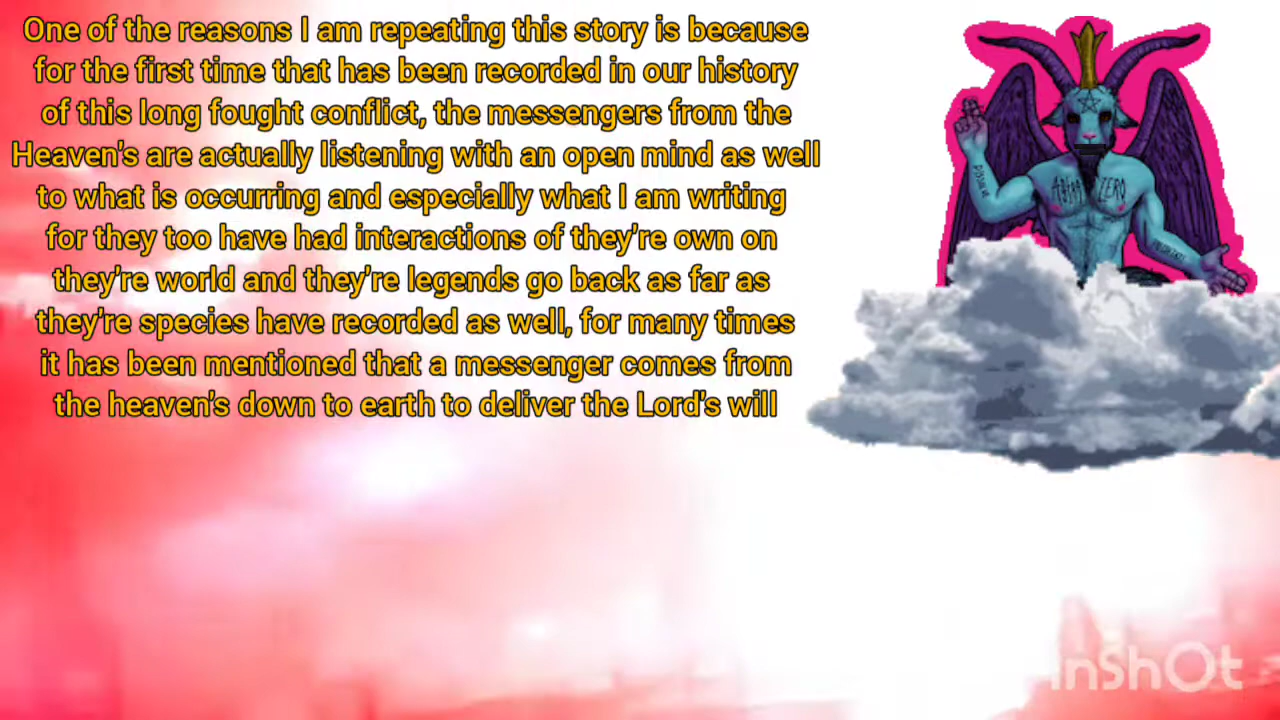 One of the reasons I am repeating this story is because
for the first time that has been recorded in our history
of this long fought conflict, the messengers from the
Heaven's are actually listening with an open mind as well
to what is occurring and especially what I am writing
for they too have had interactions of they're own on
they're world and they're legends go back as far as
they're species have recorded as well, for many times
it has been mentioned that a messenger comes from
the heaven's down to earth to deliver the Lord's will
ZERO
InShOt